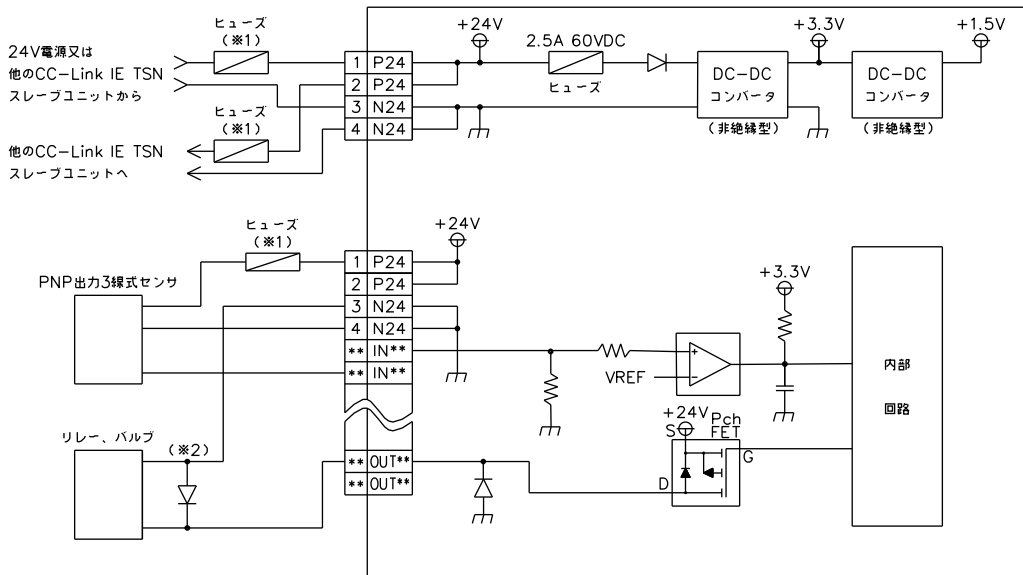 ヒューズ
(※1)
24V電源又は
他のCC-Link IE TSN
スレーブユニットから
ヒューズ
(※1)
他のCC-Link IE TSN
スレーブユニットへ
1 P24
2 P24
3 N24
4 N24
+24V
2.5A 60VDC
ヒューズ
DC-DC
コンバータ
(非絶縁型)
+3.3V
DC-DC
コンバータ
(非絶縁型)
+1.5V
ヒューズ
(※1)
PNP出力3線式センサ
+24V
1 P24
2 P24
3 N24
4 N24
** IN**
** IN**
VREF
+
-
+3.3V
内部
回路
リレー、バルブ
(※2)
** OUT**
** OUT**
+24V
S
Pch
FET
G
D